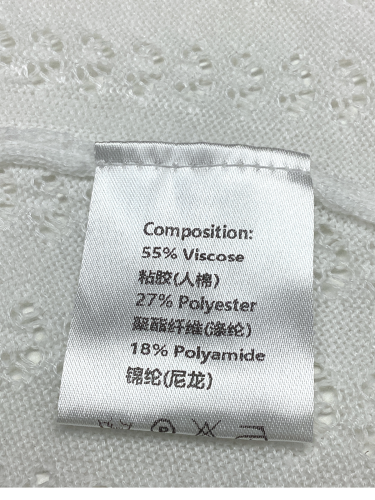 Composition:
55% Viscose
粘胶(人棉)
27% Polyester
聚酯纤维(涤纶)
18% Polyamide
锦纶(尼龙)